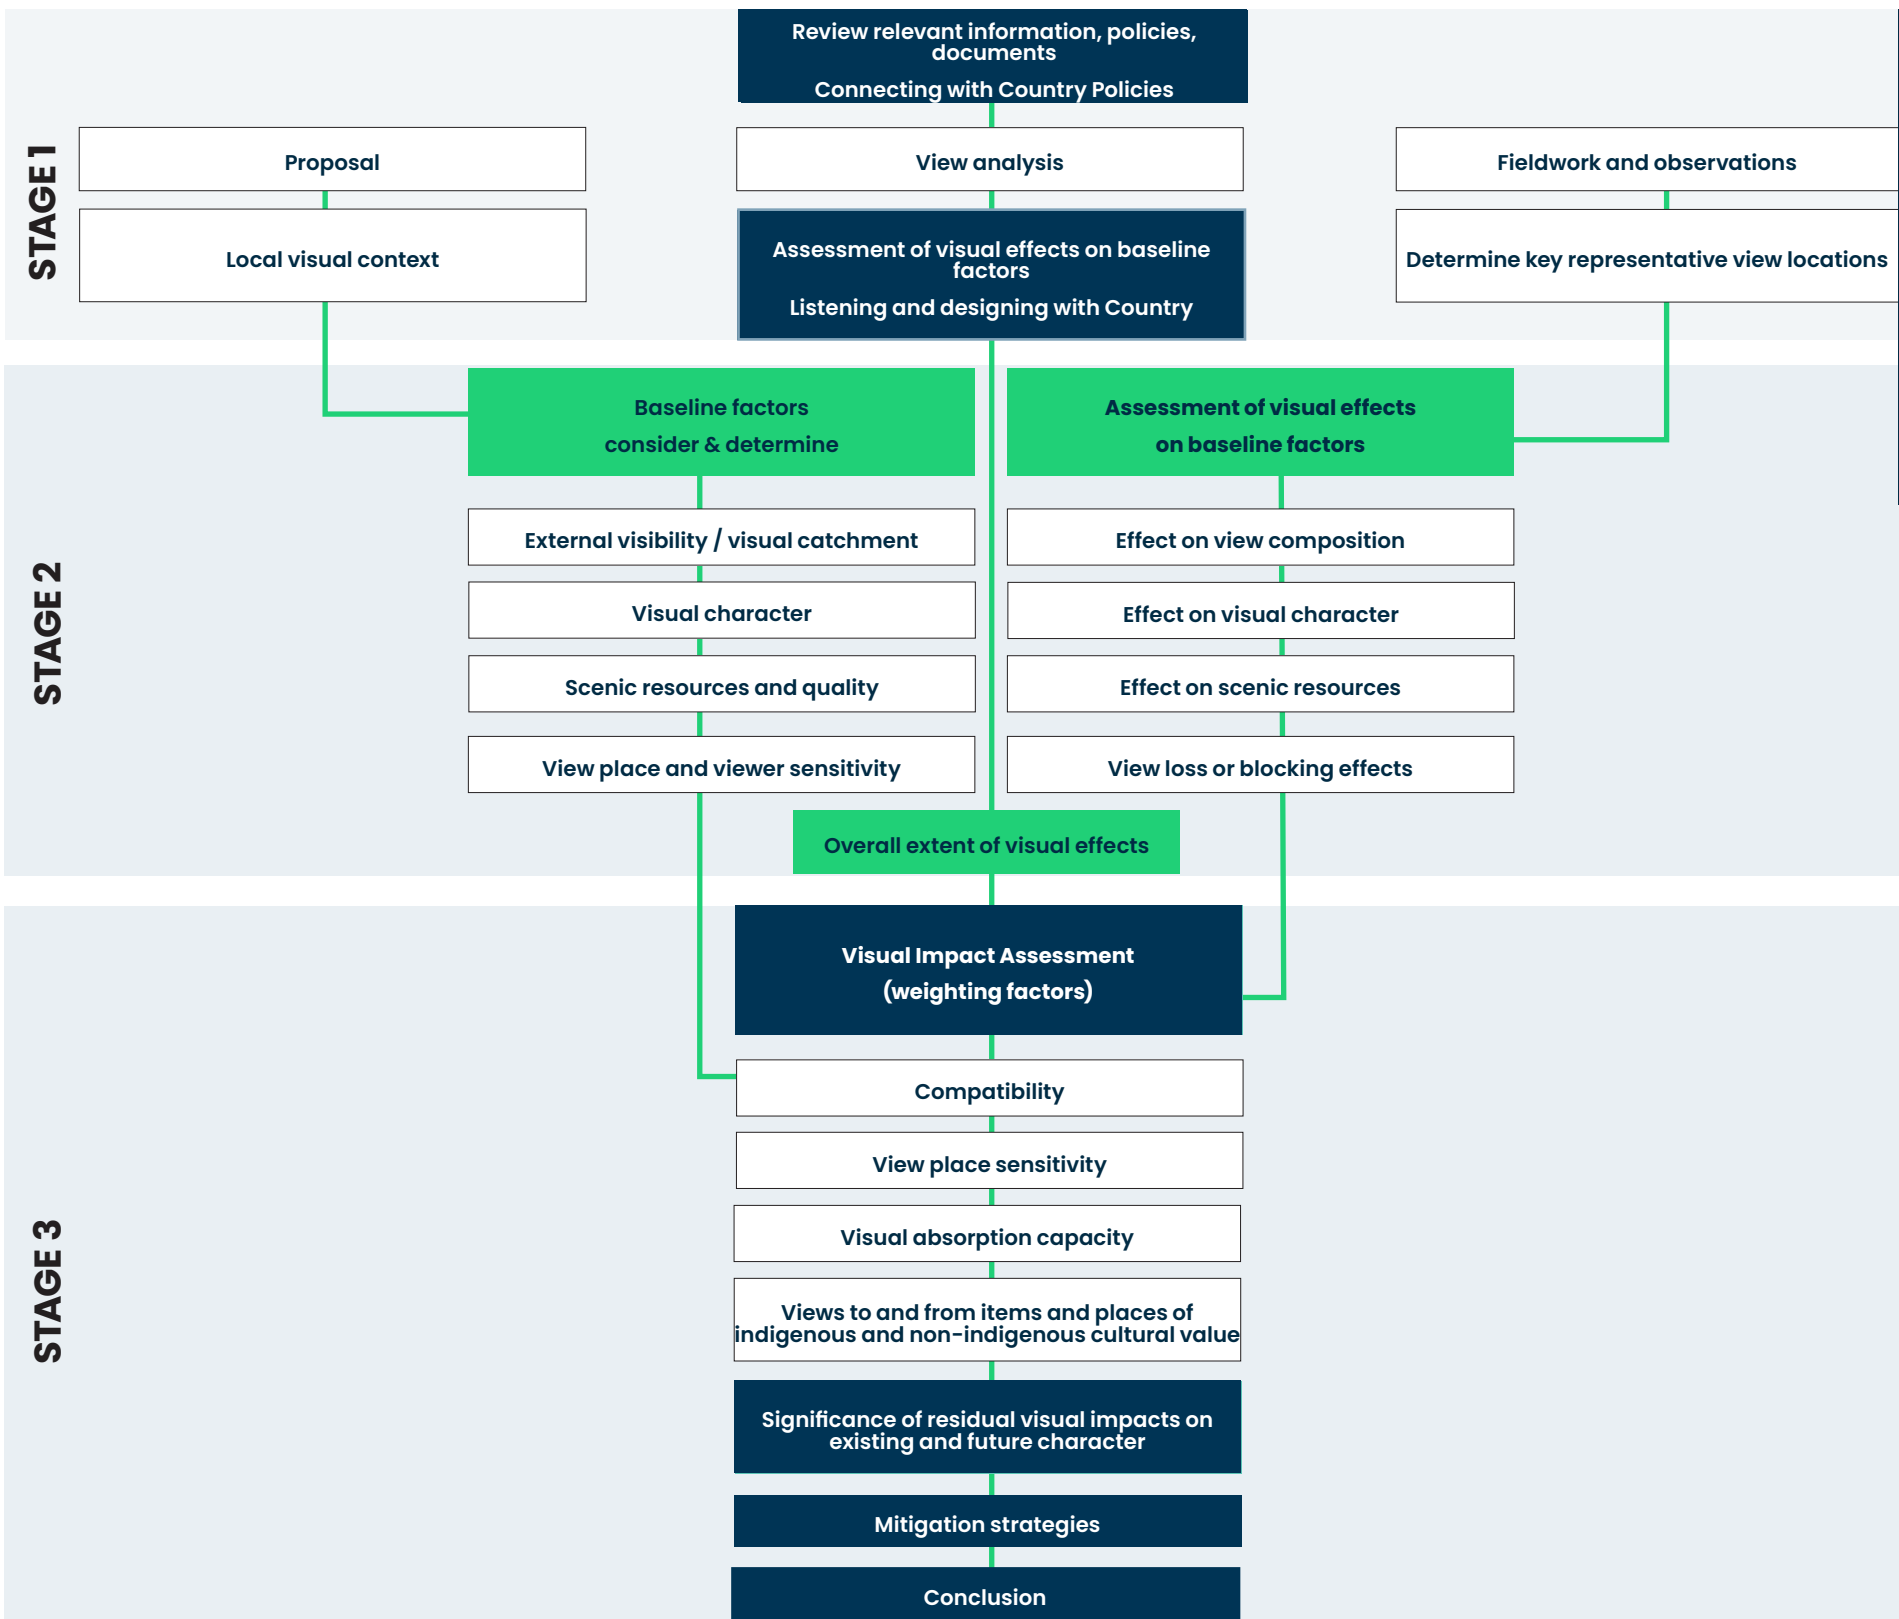 STAGE 1
Review relevant information, policies,
documents
Connecting with Country Policies
Proposal
View analysis
Fieldwork and observations
Local visual context
Assessment of visual effects on baseline
factors
Listening and designing with Country
Determine key representative view locations
STAGE 2
Baseline factors
consider & determine
Assessment of visual effects
on baseline factors
External visibility / visual catchment
Effect on view composition
Visual character
Effect on visual character
Scenic resources and quality
Effect on scenic resources
View place and viewer sensitivity
View loss or blocking effects
Overall extent of visual effects
STAGE 3
Visual Impact Assessment
(weighting factors)
Compatibility
View place sensitivity
Visual absorption capacity
Views to and from items and places of
indigenous and non-indigenous cultural value
Significance of residual visual impacts on
existing and future character
Mitigation strategies
Conclusion